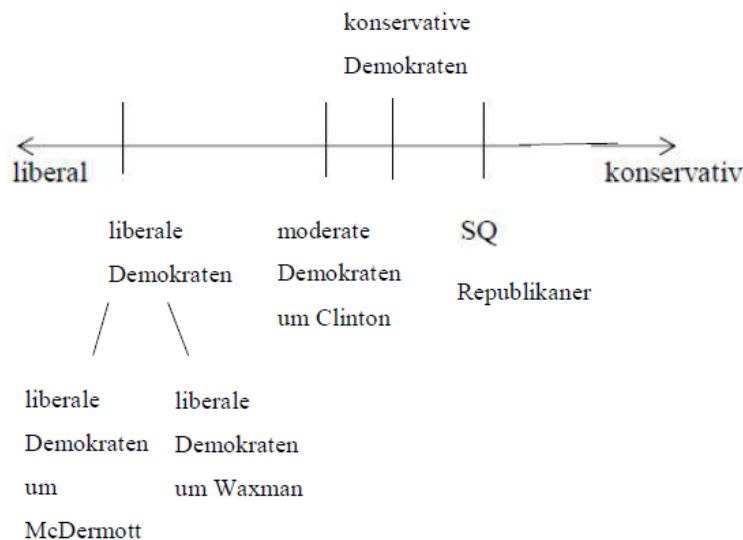 konservative
Demokraten
liberal
konservativ
liberale
Demokraten
moderate
Demokraten
um Clinton
SQ
Republikaner
liberale
Demokraten
um
McDermott
liberale
Demokraten
um Waxman